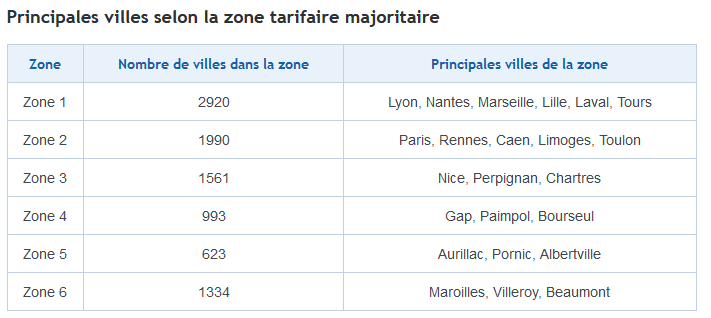 Principales villes selon la zone tarifaire majoritaire
Zone Nombre de villes dans la zone Principales villes de la zone
Zone 1 2920 Lyon, Nantes, Marseille, Lille, Laval, Tours
Zone 2 1990 Paris, Rennes, Caen, Limoges, Toulon
Zone 3 1561 Nice, Perpignan, Chartres
Zone 4 993 Gap, Paimpol, Bourseul
Zone 5 623 Aurillac, Pornic, Albertville
Zone 6 1334 Maroilles, Villeroy, Beaumont